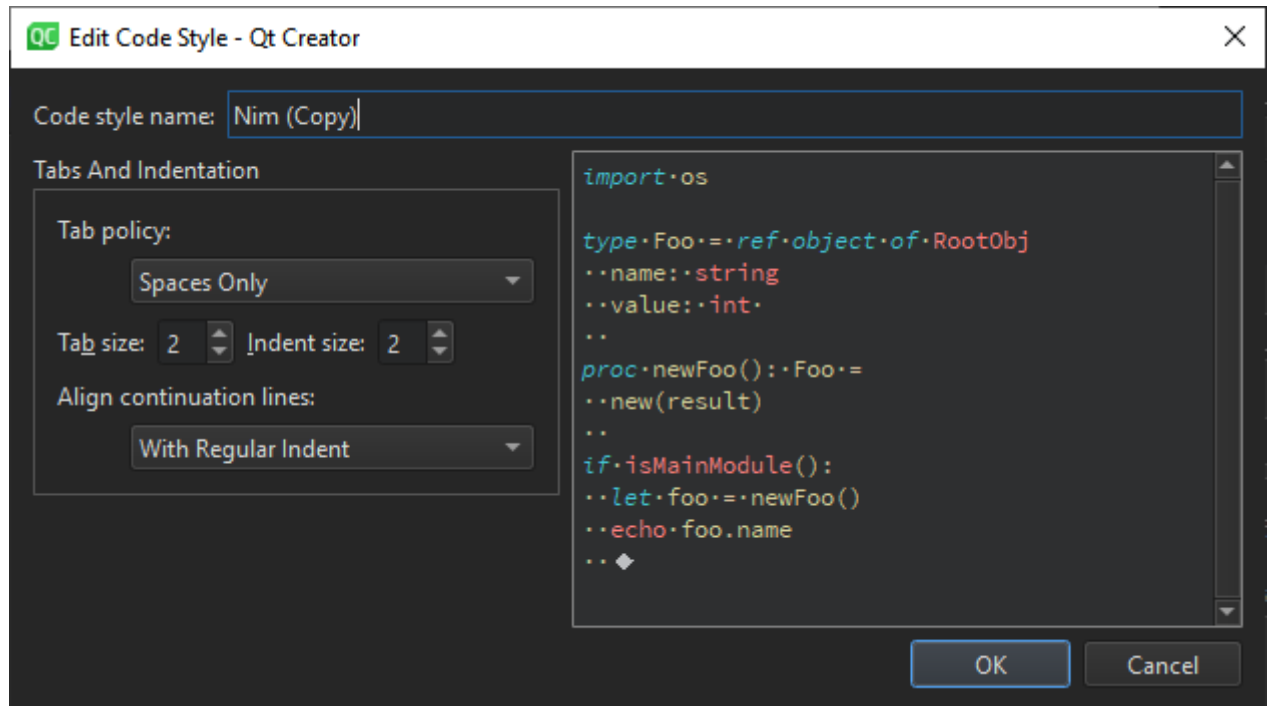 QC Edit Code Style - Qt Creator
Code style name: Nim (Copy)
Tabs And Indentation
Tab policy:
Spaces Only
Tab size: 2 Indent size: 2
Align continuation lines:
With Regular Indent
import·os
type·Foo·=·ref·object·of·RootObj
··name:·string
··value:·int·
··
proc·newFoo():·Foo·=
··new(result)
··
if·isMainModule():
··let·foo·=·newFoo()
··echo·foo.name
··◆
OK Cancel